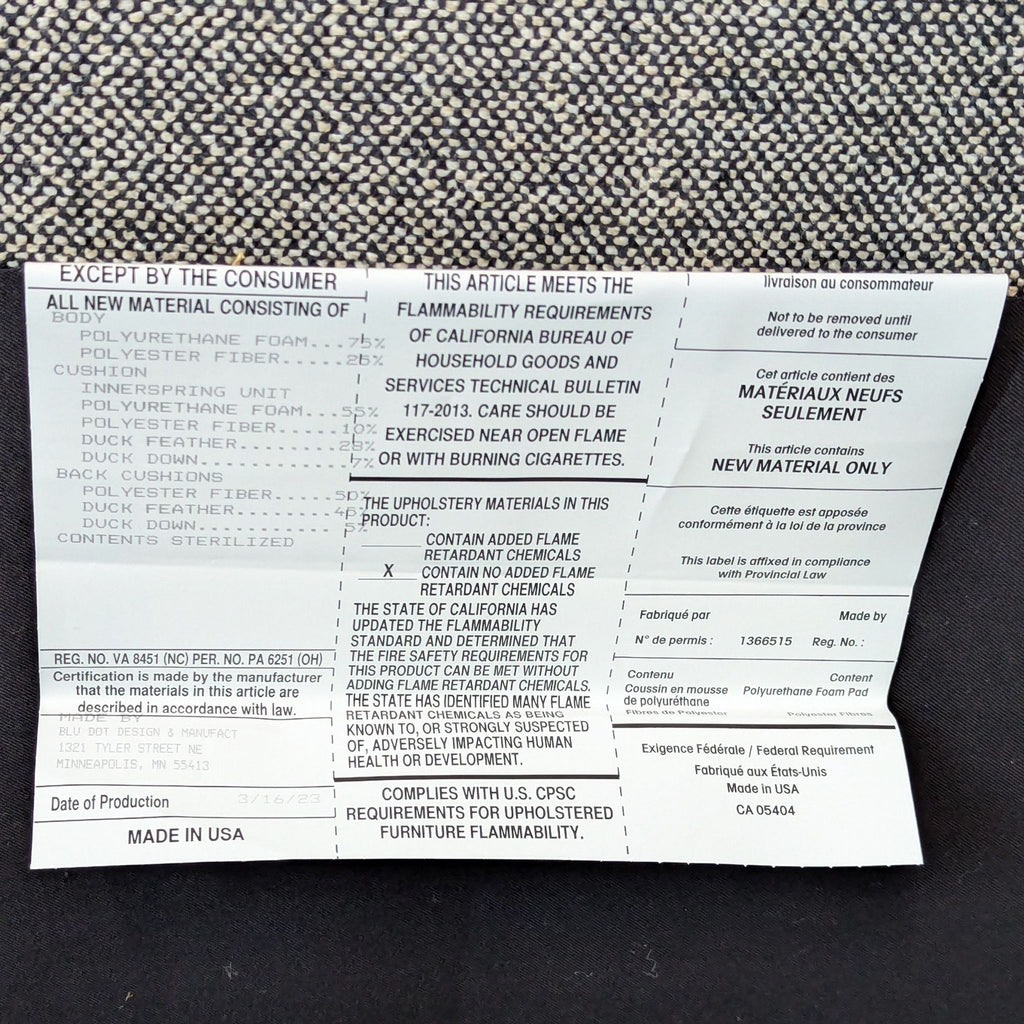 EXCEPT BY THE CONSUMER
ALL NEW MATERIAL CONSISTING OF
BODY
POLYURETHANE FOAM...75%
POLYESTER FIBER.....25%
CUSHION
INNERSPRING UNIT
POLYURETHANE FOAM...55%
POLYESTER FIBER.....10%
DUCK FEATHER........28%
DUCK DOWN...........7%
BACK CUSHIONS
POLYESTER FIBER.....50%
DUCK FEATHER........45%
DUCK DOWN...........5%
CONTENTS STERILIZED
REG. NO. VA 8451 (NC) PER. NO. PA 6251 (OH)
Certification is made by the manufacturer
that the materials in this article are
described in accordance with law.
MADE BY
BLU DOT DESIGN & MANUFACT
1321 TYLER STREET NE
MINNEAPOLIS, MN 55413
Date of Production 3/16/23
MADE IN USA
THIS ARTICLE MEETS THE
FLAMMABILITY REQUIREMENTS
OF CALIFORNIA BUREAU OF
HOUSEHOLD GOODS AND
SERVICES TECHNICAL BULLETIN
117-2013. CARE SHOULD BE
EXERCISED NEAR OPEN FLAME
OR WITH BURNING CIGARETTES.
THE UPHOLSTERY MATERIALS IN THIS
PRODUCT:
CONTAIN ADDED FLAME
RETARDANT CHEMICALS
X CONTAIN NO ADDED FLAME
RETARDANT CHEMICALS
THE STATE OF CALIFORNIA HAS
UPDATED THE FLAMMABILITY
STANDARD AND DETERMINED THAT
THE FIRE SAFETY REQUIREMENTS FOR
THIS PRODUCT CAN BE MET WITHOUT
ADDING FLAME RETARDANT CHEMICALS.
THE STATE HAS IDENTIFIED MANY FLAME
RETARDANT CHEMICALS AS BEING
KNOWN TO, OR STRONGLY SUSPECTED
OF, ADVERSELY IMPACTING HUMAN
HEALTH OR DEVELOPMENT.
COMPLIES WITH U.S. CPSC
REQUIREMENTS FOR UPHOLSTERED
FURNITURE FLAMMABILITY.
livraison au consommateur
Not to be removed until
delivered to the consumer
Cet article contient des
MATÉRIAUX NEUFS
SEULEMENT
This article contains
NEW MATERIAL ONLY
Cette étiquette est apposée
conformément à la loi de la province
This label is affixed in compliance
with Provincial Law
Fabriqué par Made by
N° de permis : 1366515 Reg. No. :
Contenu Content
Coussin en mousse Polyurethane Foam Pad
de polyuréthane
Fibres de Polyester Polyester Fibres
Exigence Fédérale / Federal Requirement
Fabriqué aux États-Unis
Made in USA
CA 05404